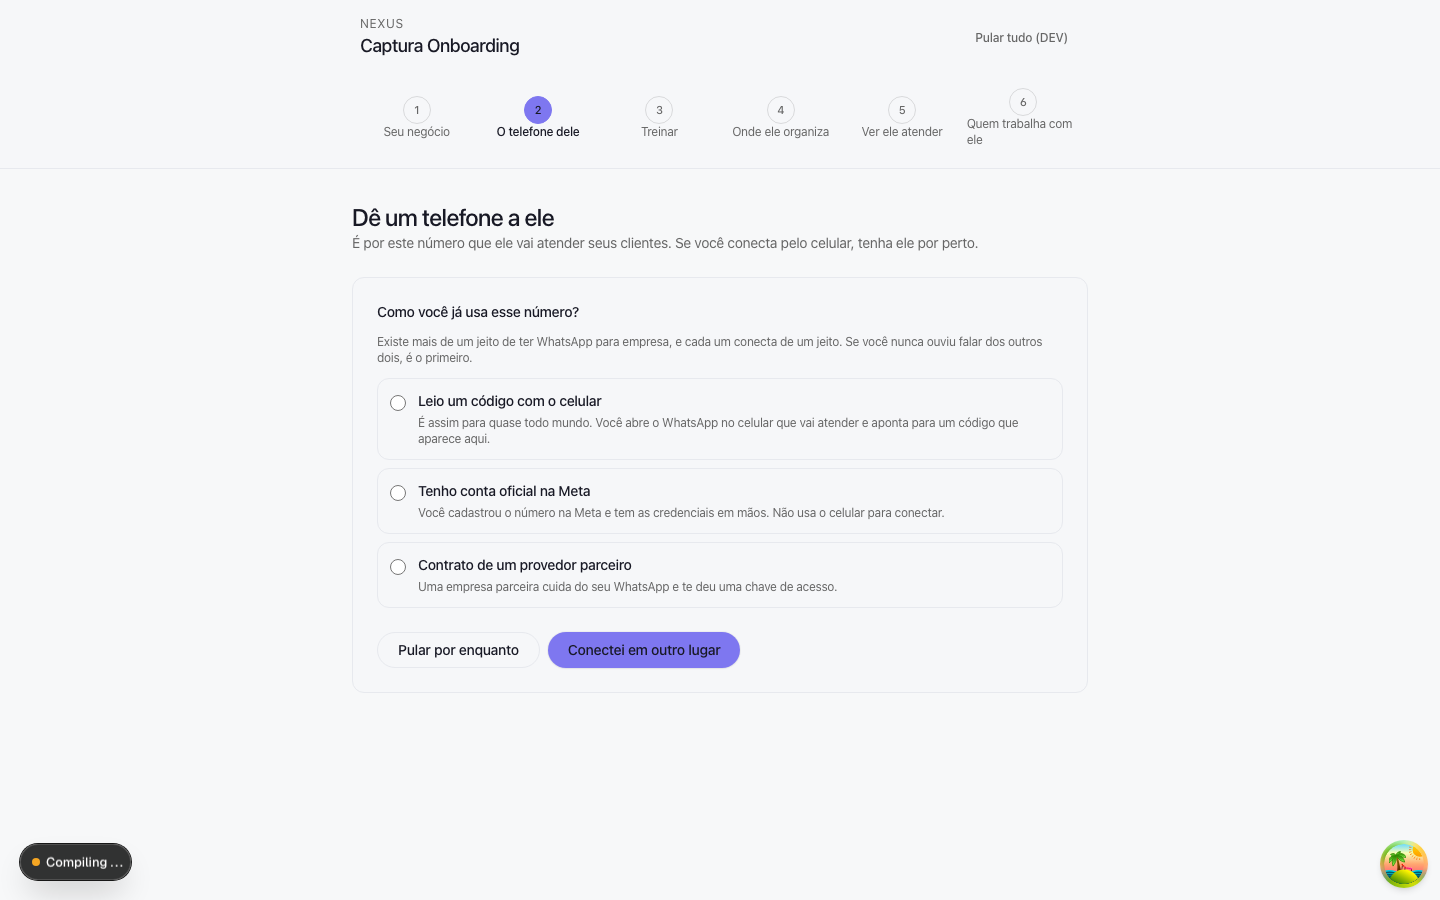 NEXUS
Captura Onboarding
Pular tudo (DEV)
1
Seu negócio
2
O telefone dele
3
Treinar
4
Onde ele organiza
5
Ver ele atender
6
Quem trabalha com
ele
Dê um telefone a ele
É por este número que ele vai atender seus clientes. Se você conecta pelo celular, tenha ele por perto.
Como você já usa esse número?
Existe mais de um jeito de ter WhatsApp para empresa, e cada um conecta de um jeito. Se você nunca ouviu falar dos outros
dois, é o primeiro.
Leio um código com o celular
É assim para quase todo mundo. Você abre o WhatsApp no celular que vai atender e aponta para um código que
aparece aqui.
Tenho conta oficial na Meta
Você cadastrou o número na Meta e tem as credenciais em mãos. Não usa o celular para conectar.
Contrato de um provedor parceiro
Uma empresa parceira cuida do seu WhatsApp e te deu uma chave de acesso.
Pular por enquanto
Conectei em outro lugar
Compiling ...